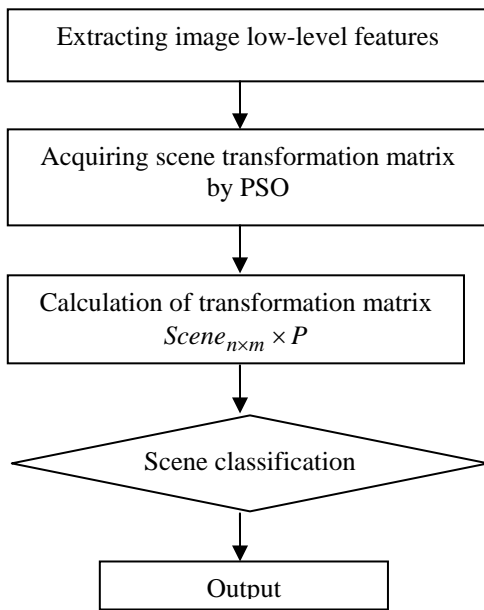 Extracting image low-level features
Acquiring scene transformation matrix
by PSO
Calculation of transformation matrix
Scene_{n×m} × P
Scene classification
Output